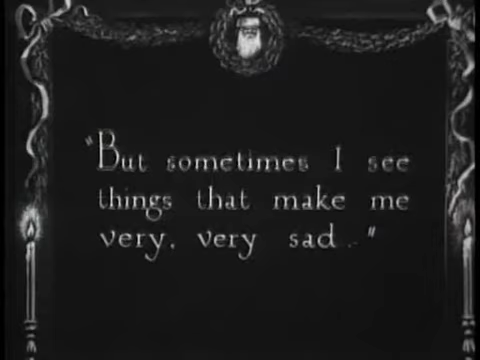 "But sometimes I see
things that make me
very, very sad.."